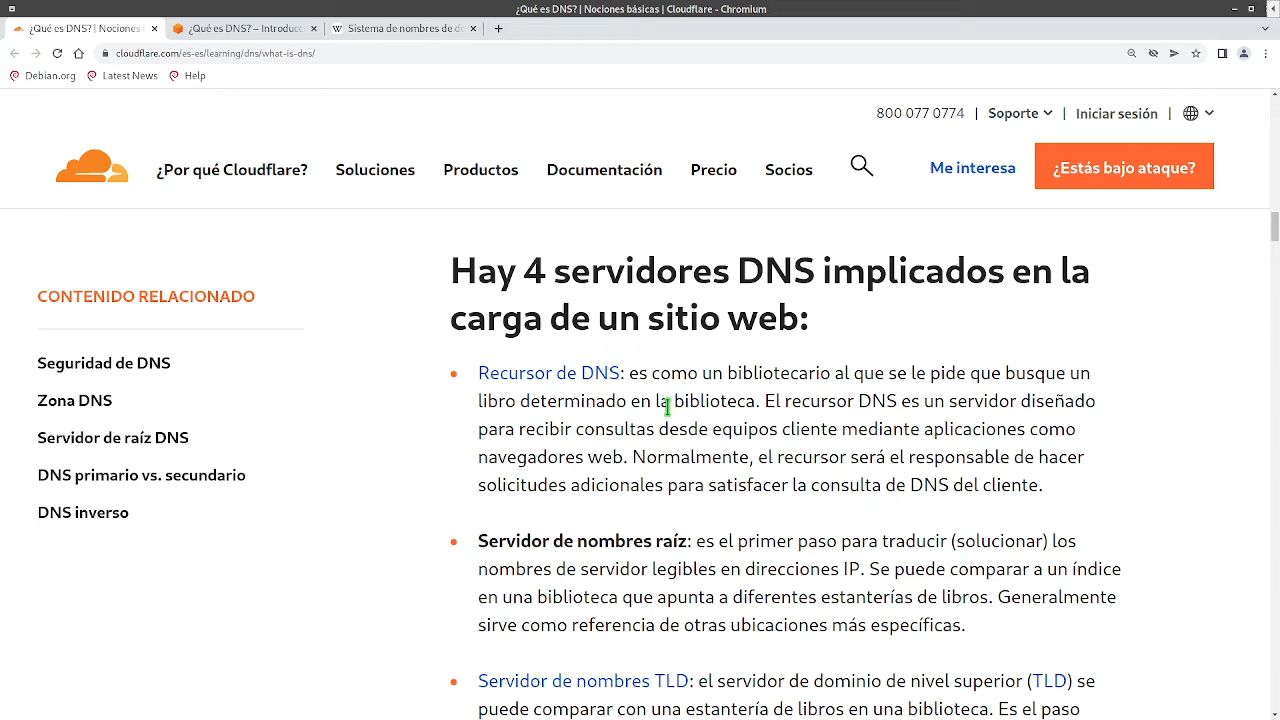 ¿Qué es DNS? | Nociones básicas | Cloudflare - Chromium
¿Qué es DNS? | Nociones
¿Qué es DNS? – Introducc
Sistema de nombres de d
cloudflare.com/es-es/learning/dns/what-is-dns/
Debian.org Latest News Help
800 077 0774 | Soporte | Iniciar sesión |
¿Por qué Cloudflare? Soluciones Productos Documentación Precio Socios Me interesa ¿Estás bajo ataque?
CONTENIDO RELACIONADO
Seguridad de DNS
Zona DNS
Servidor de raíz DNS
DNS primario vs. secundario
DNS inverso
Hay 4 servidores DNS implicados en la
carga de un sitio web:
Recursor de DNS: es como un bibliotecario al que se le pide que busque un
libro determinado en la biblioteca. El recursor DNS es un servidor diseñado
para recibir consultas desde equipos cliente mediante aplicaciones como
navegadores web. Normalmente, el recursor será el responsable de hacer
solicitudes adicionales para satisfacer la consulta de DNS del cliente.
Servidor de nombres raíz: es el primer paso para traducir (solucionar) los
nombres de servidor legibles en direcciones IP. Se puede comparar a un índice
en una biblioteca que apunta a diferentes estanterías de libros. Generalmente
sirve como referencia de otras ubicaciones más específicas.
Servidor de nombres TLD: el servidor de dominio de nivel superior (TLD) se
puede comparar con una estantería de libros en una biblioteca. Es el paso